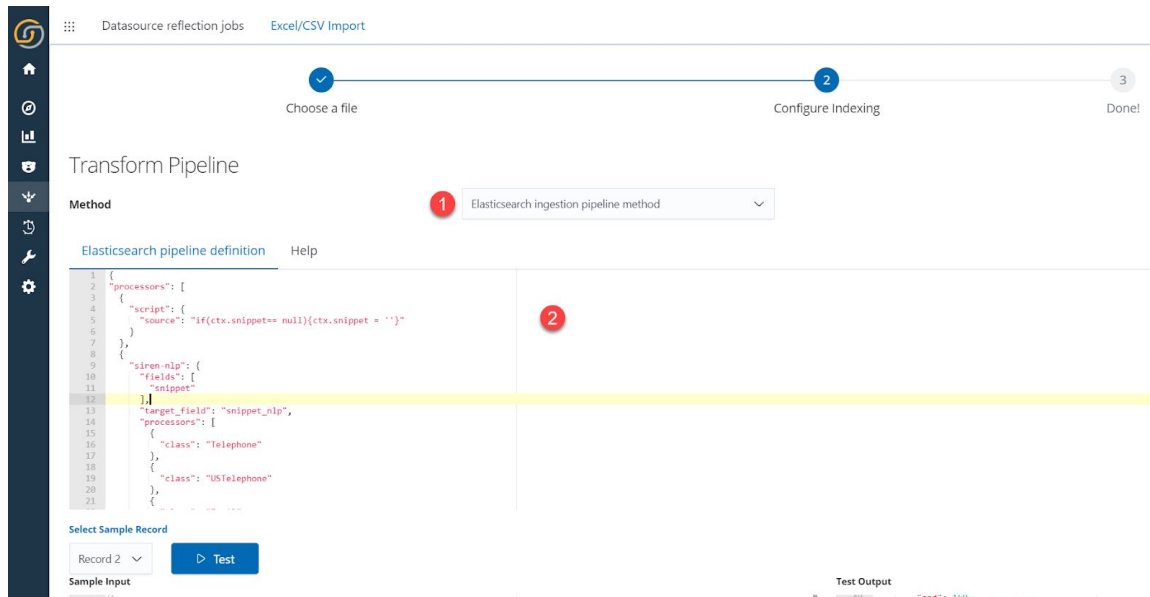 Datasource reflection jobs Excel/CSV Import
2 3
Choose a file Configure Indexing Done!
Transform Pipeline
Method 1 Elasticsearch ingestion pipeline method
Elasticsearch pipeline definition Help
1 {
2 "processors": [
3 {
4 "script": {
5 "source": "if(ctx.snippet== null){ctx.snippet = ''}"
6 }
7 },
8 {
9 "siren-nlp": {
10 "fields": [
11 "snippet"
12 ],
13 "target_field": "snippet_nlp",
14 "processors": [
15 {
16 "class": "Telephone"
17 },
18 {
19 "class": "USTelephone"
20 },
21 {
2
Select Sample Record
Record 2 Test
Sample Input Test Output